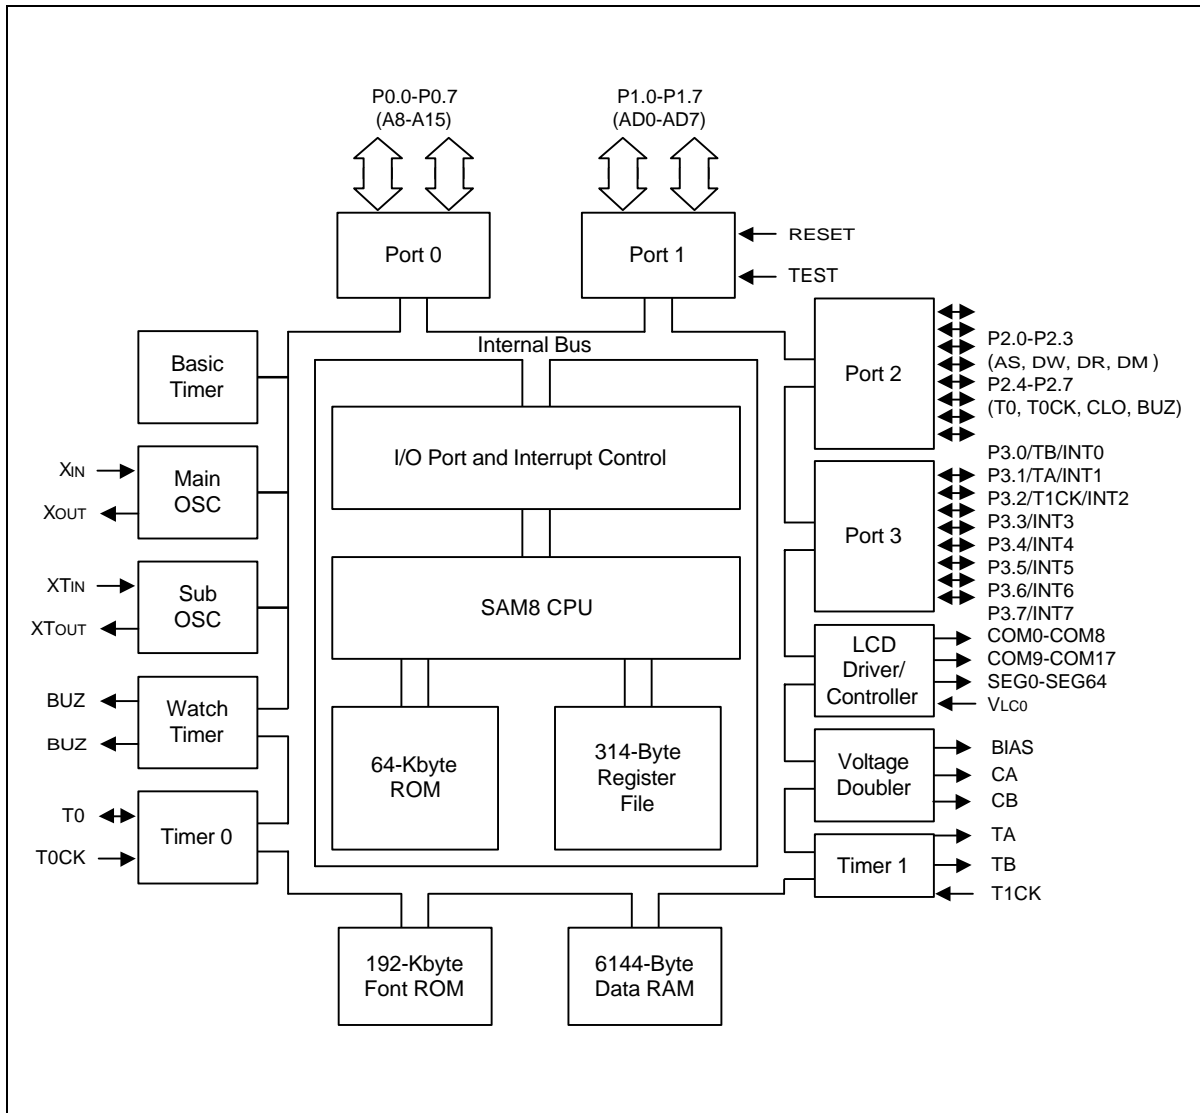 P0.0-P0.7
(A8-A15)
P1.0-P1.7
(AD0-AD7)
Port 0
Port 1
RESET
TEST
Internal Bus
Basic
Timer
Port 2
P2.0-P2.3
(AS, DW, DR, DM )
P2.4-P2.7
(T0, T0CK, CLO, BUZ)
I/O Port and Interrupt Control
XIN
XOUT
Main
OSC
Port 3
P3.0/TB/INT0
P3.1/TA/INT1
P3.2/T1CK/INT2
P3.3/INT3
P3.4/INT4
P3.5/INT5
P3.6/INT6
P3.7/INT7
XTIN
XTOUT
Sub
OSC
SAM8 CPU
LCD
Driver/
Controller
COM0-COM8
COM9-COM17
SEG0-SEG64
VLC0
BUZ
BUZ
Watch
Timer
64-Kbyte
ROM
314-Byte
Register
File
Voltage
Doubler
BIAS
CA
CB
T0
T0CK
Timer 0
Timer 1
TA
TB
T1CK
192-Kbyte
Font ROM
6144-Byte
Data RAM